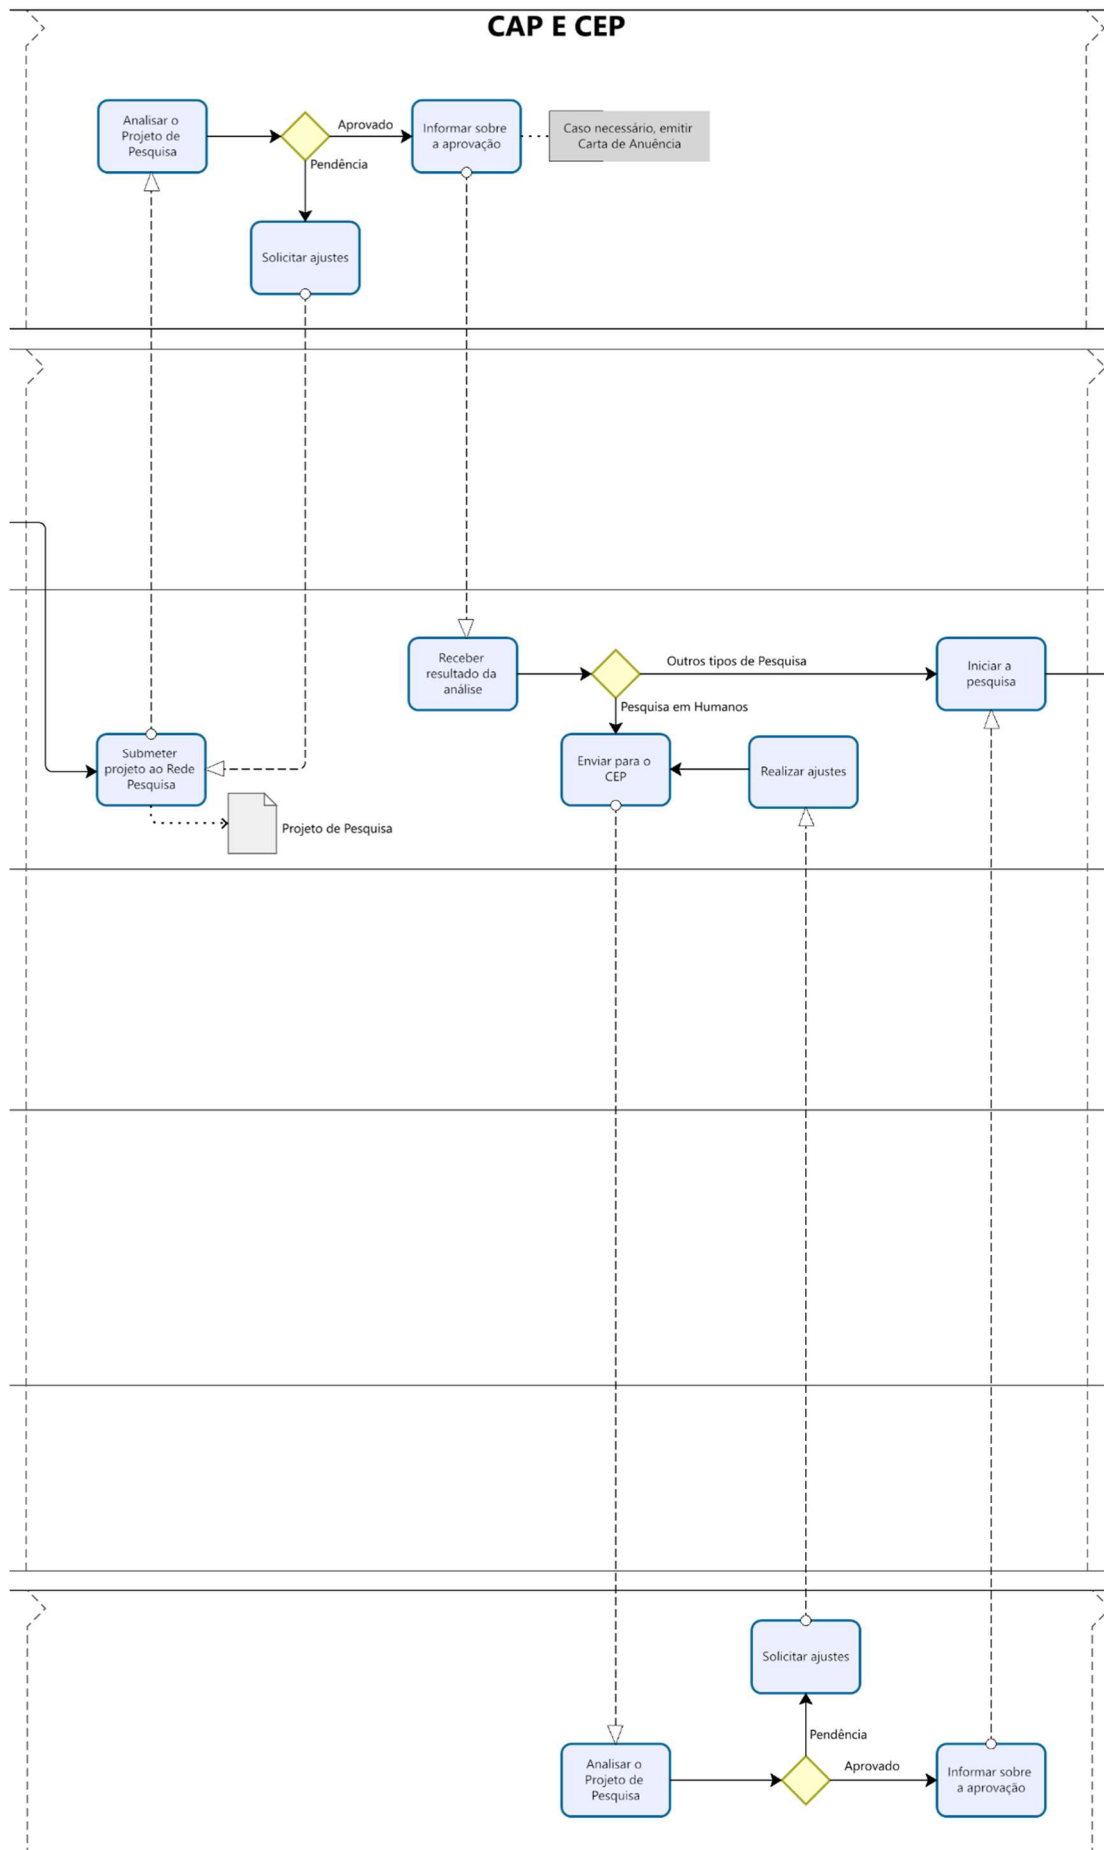 CAP E CEP
Analisar o
Projeto de
Pesquisa
Aprovado
Pendência
Informar sobre
a aprovação
Caso necessário, emitir
Carta de Anuência
Solicitar ajustes
Receber
resultado da
análise
Outros tipos de Pesquisa
Pesquisa em Humanos
Iniciar a
pesquisa
Submeter
projeto ao Rede
Pesquisa
Projeto de Pesquisa
Enviar para o
CEP
Realizar ajustes
Solicitar ajustes
Pendência
Analisar o
Projeto de
Pesquisa
Aprovado
Informar sobre
a aprovação